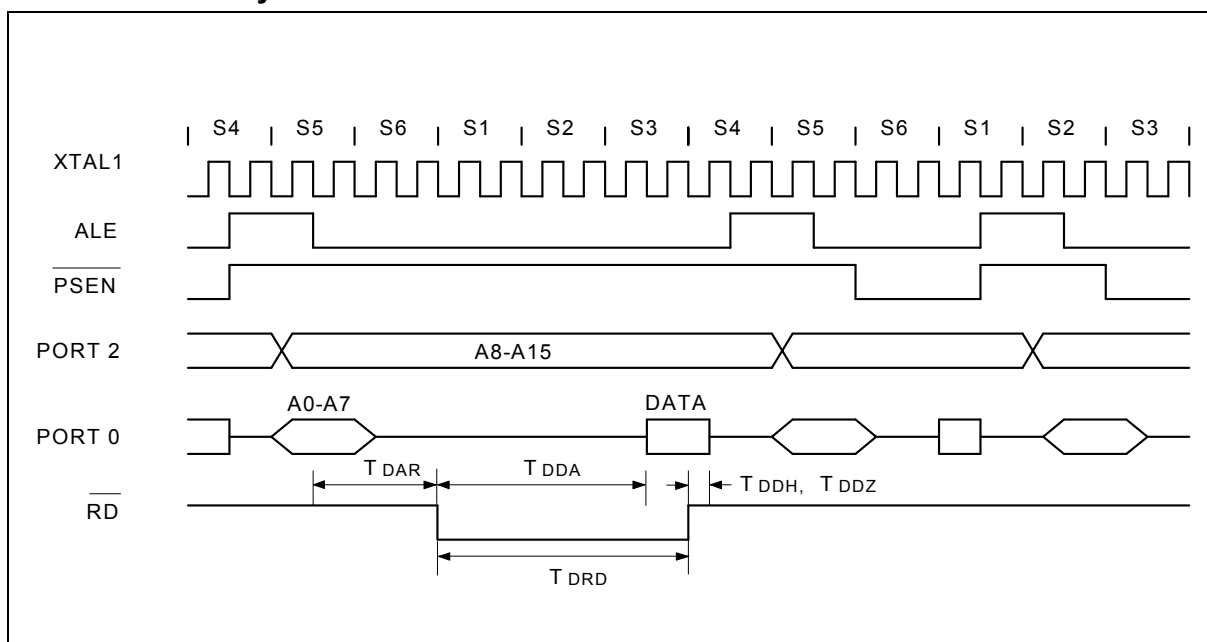 S4 S5 S6 S1 S2 S3 S4 S5 S6 S1 S2 S3
XTAL1
ALE
PSEN
PORT 2
A8-A15
A0-A7
DATA
PORT 0
T DAR
T DDA
T DDH, T DDZ
RD
T DRD